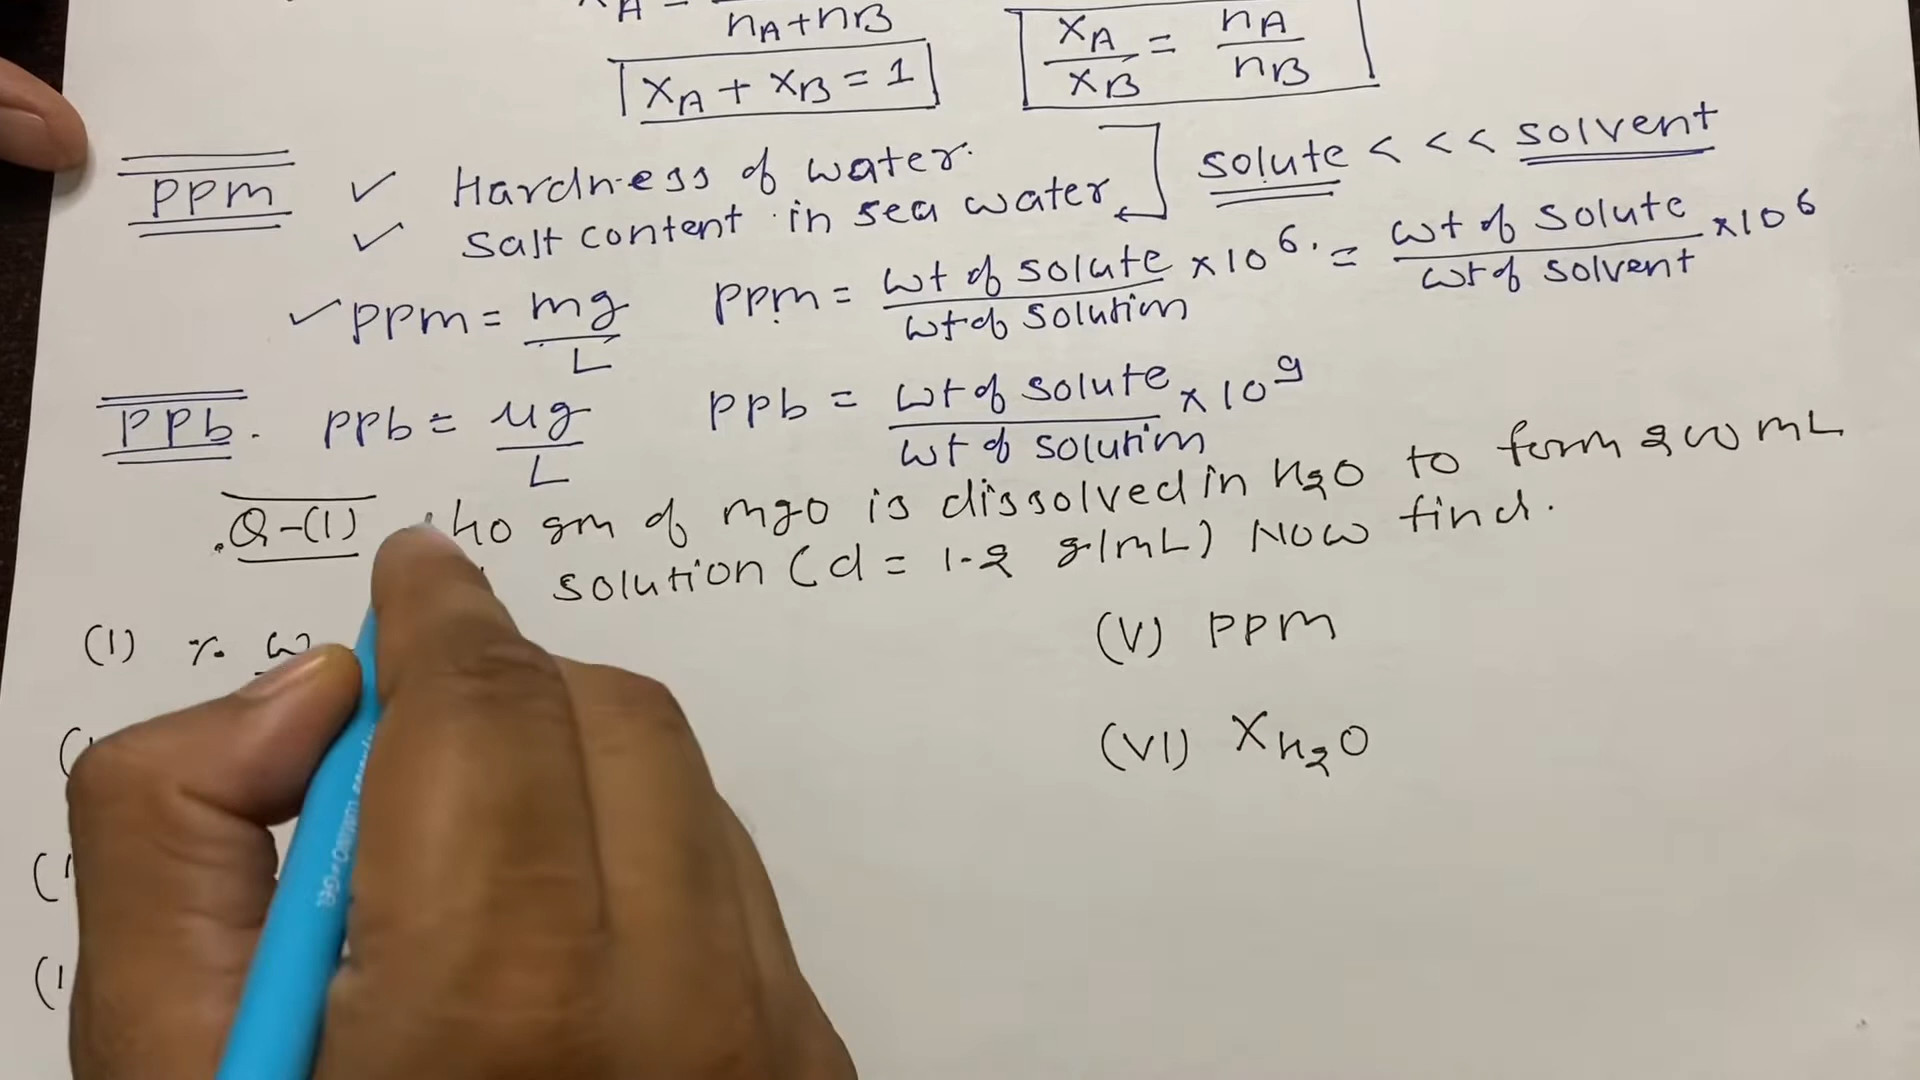 nA+nB
xA + xB = 1
xA/xB = nA/nB
PPm ✓ Hardness of water.
✓ Salt content in sea water
solute < < < solvent
✓ PPm = mg/L PPm = wt of solute/wt of solution ×10⁶ = wt of solute/wt of solvent ×10⁶
PPb. PPb = μg/L PPb = wt of solute/wt of solution ×10⁹
Q-(1) 40 gm of mgo is dissolved in H2O to form 200 mL
solution (d = 1.2 g/mL) Now find.
(1) % w
(V) PPm
(VI) XH2O